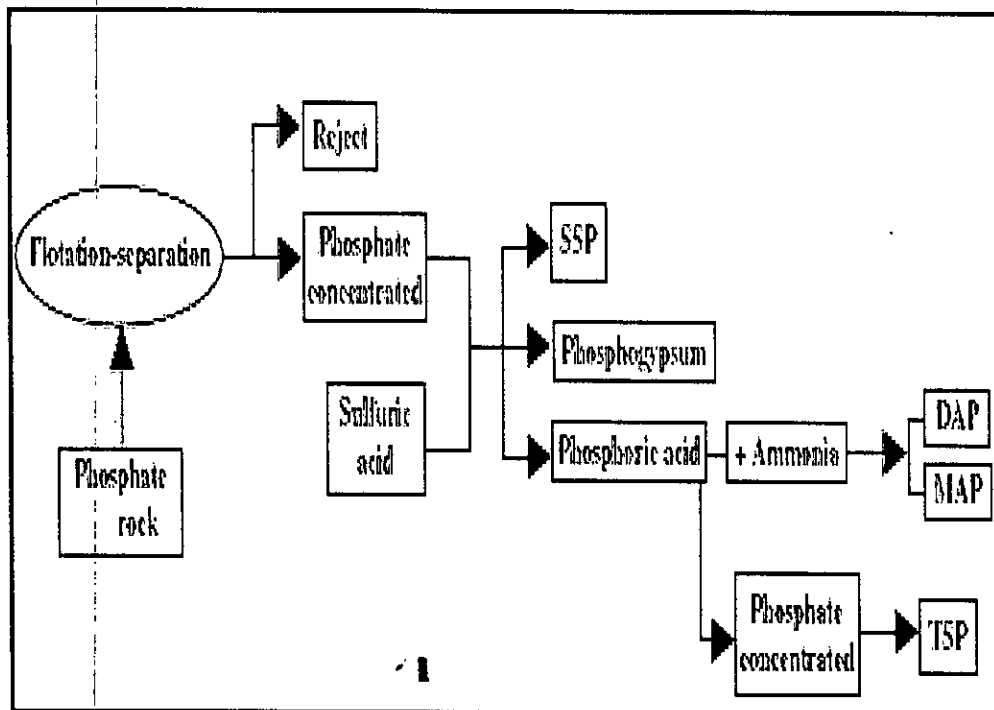 Reject
Flotation-separation
Phosphate
concentrated
SSP
Phosphogypsum
Sulfuric
acid
Phosphoric acid
+ Ammonia
DAP
MAP
Phosphate
rock
Phosphate
concentrated
TSP